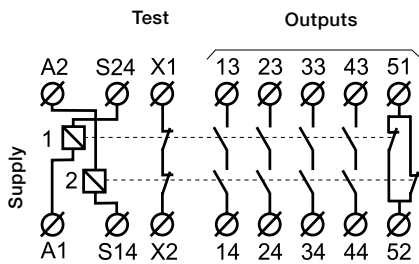 Test Outputs
A2 S24 X1 13 23 33 43 51
1
2
Supply
A1 S14 X2 14 24 34 44 52